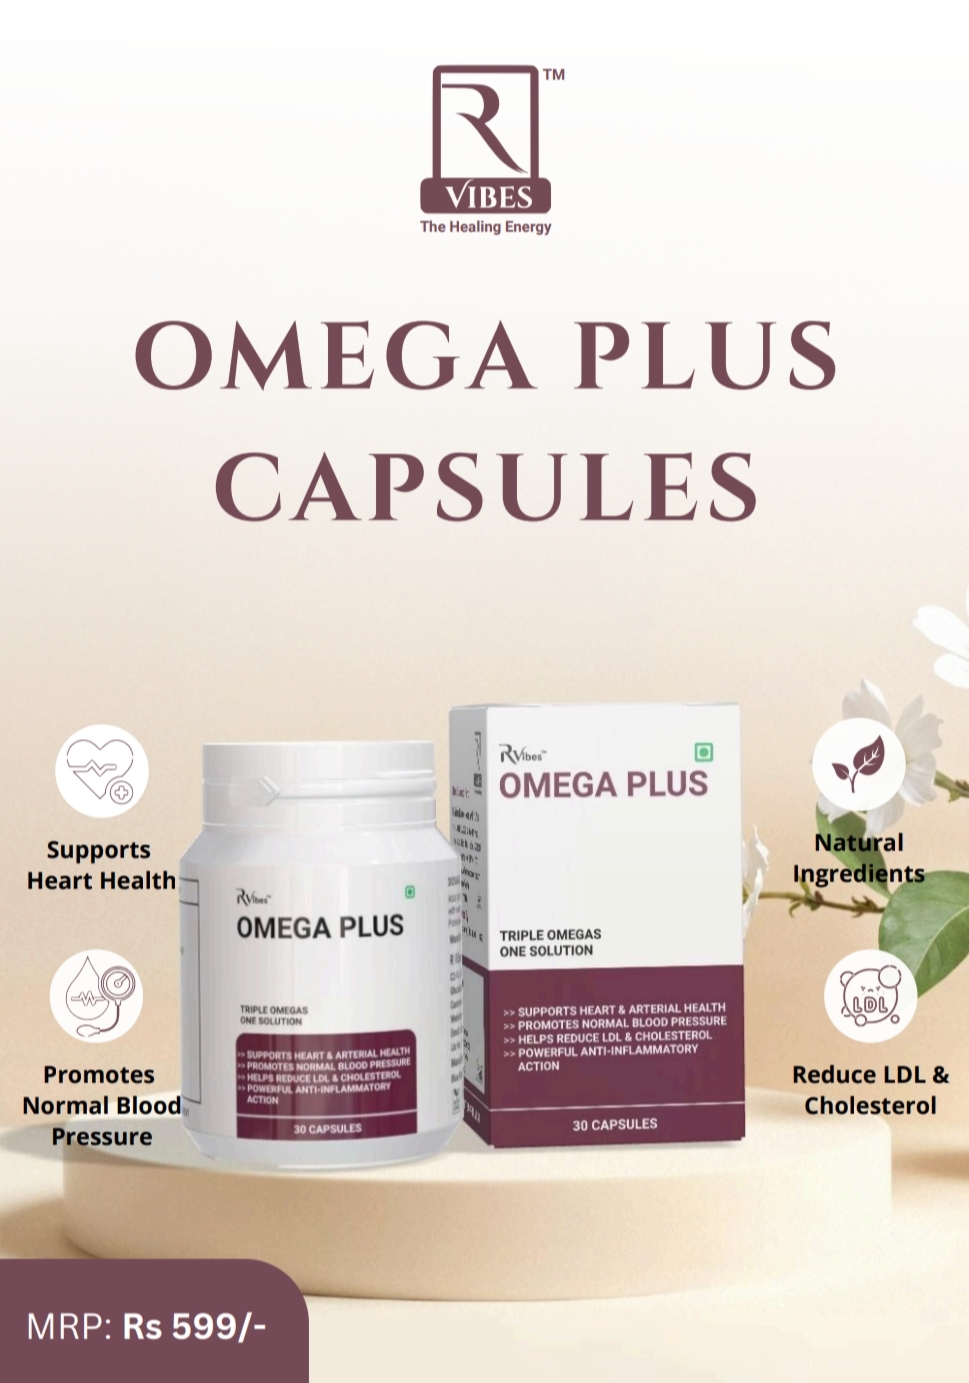 R
TM
VIBES
The Healing Energy
OMEGA PLUS
CAPSULES
Supports
Heart Health
Promotes
Normal Blood
Pressure
RVibes™
OMEGA PLUS
TRIPLE OMEGAS
ONE SOLUTION
>> SUPPORTS HEART & ARTERIAL HEALTH
>> PROMOTES NORMAL BLOOD PRESSURE
>> HELPS REDUCE LDL & CHOLESTEROL
>> POWERFUL ANTI-INFLAMMATORY
ACTION
30 CAPSULES
RVibes™
OMEGA PLUS
TRIPLE OMEGAS
ONE SOLUTION
>> SUPPORTS HEART & ARTERIAL HEALTH
>> PROMOTES NORMAL BLOOD PRESSURE
>> HELPS REDUCE LDL & CHOLESTEROL
>> POWERFUL ANTI-INFLAMMATORY
ACTION
30 CAPSULES
Natural
Ingredients
LDL
Reduce LDL &
Cholesterol
MRP: Rs 599/-